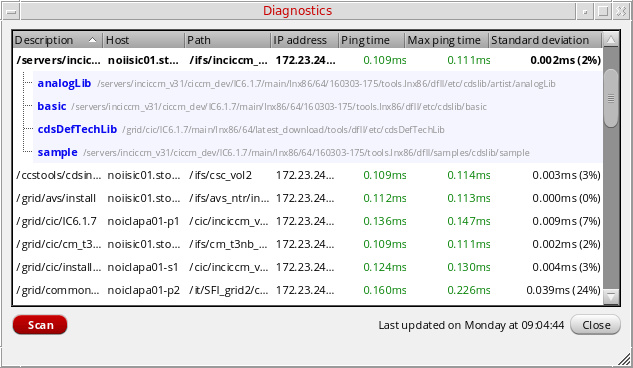 Diagnostics
Description Host Path IP address Ping time Max ping time Standard deviation
/servers/incic... noiisic01.st... /ifs/inciccm_... 172.23.24... 0.109ms 0.111ms 0.002ms (2%)
analogLib /servers/inciccm_v31/ciccm_dev/IC6.1.7/main/lnx86/64/160303-175/tools.lnx86/dfII/etc/cdslib/artist/analogLib
basic /servers/inciccm_v31/ciccm_dev/IC6.1.7/main/lnx86/64/160303-175/tools.lnx86/dfII/etc/cdslib/basic
cdsDefTechLib /grid/cic/IC6.1.7/main/lnx86/64/latest_download/tools/dfII/etc/cdsDefTechLib
sample /servers/inciccm_v31/ciccm_dev/IC6.1.7/main/lnx86/64/160303-175/tools.lnx86/dfII/samples/cdslib/sample
/ccstools/cdsin... noiisic01.sto... /ifs/csc_vol2 172.23.24... 0.109ms 0.114ms 0.003ms (3%)
/grid/avs/install noiisic01.sto... /ifs/avs_ntr/in... 172.23.24... 0.112ms 0.113ms 0.000ms (0%)
/grid/cic/IC6.1.7 noiclapa01-p1 /cic/inciccm_v... 172.23.24... 0.136ms 0.147ms 0.009ms (7%)
/grid/cic/cm_t3... noiisic01.sto... /ifs/cm_t3nb_... 172.23.24... 0.109ms 0.111ms 0.002ms (2%)
/grid/cic/install... noiclapa01-s1 /cic/inciccm_v... 172.23.24... 0.124ms 0.130ms 0.004ms (3%)
/grid/common... noiclapa01-p2 /it/SFI_grid2/c... 172.23.24... 0.160ms 0.226ms 0.039ms (24%)
Scan Last updated on Monday at 09:04:44 Close